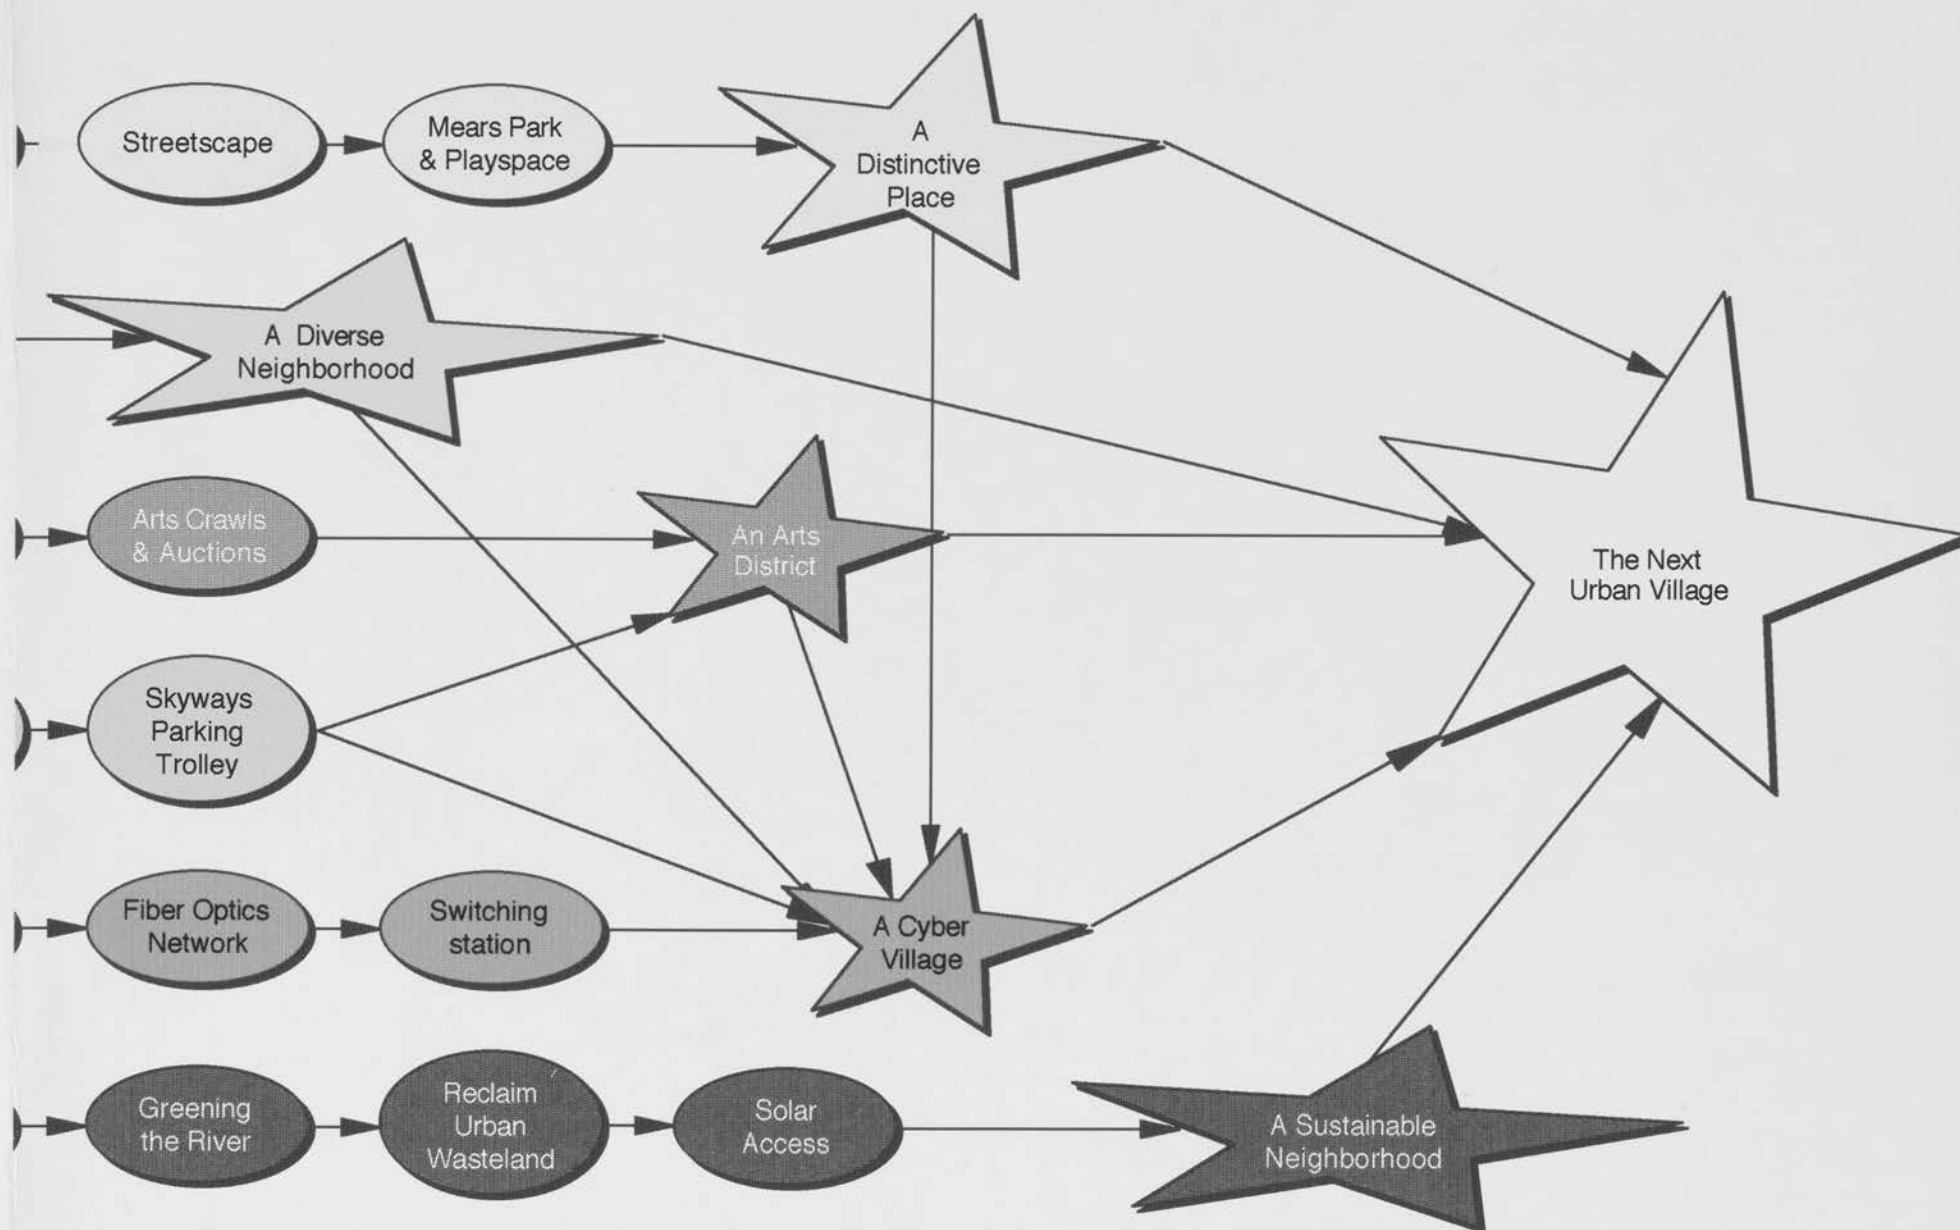 Streetscape
Mears Park
& Playspace
A
Distinctive
Place
A Diverse
Neighborhood
Arts Crawls
& Auctions
An Arts
District
The Next
Urban Village
Skyways
Parking
Trolley
Fiber Optics
Network
Switching
station
A Cyber
Village
Greening
the River
Reclaim
Urban
Wasteland
Solar
Access
A Sustainable
Neighborhood